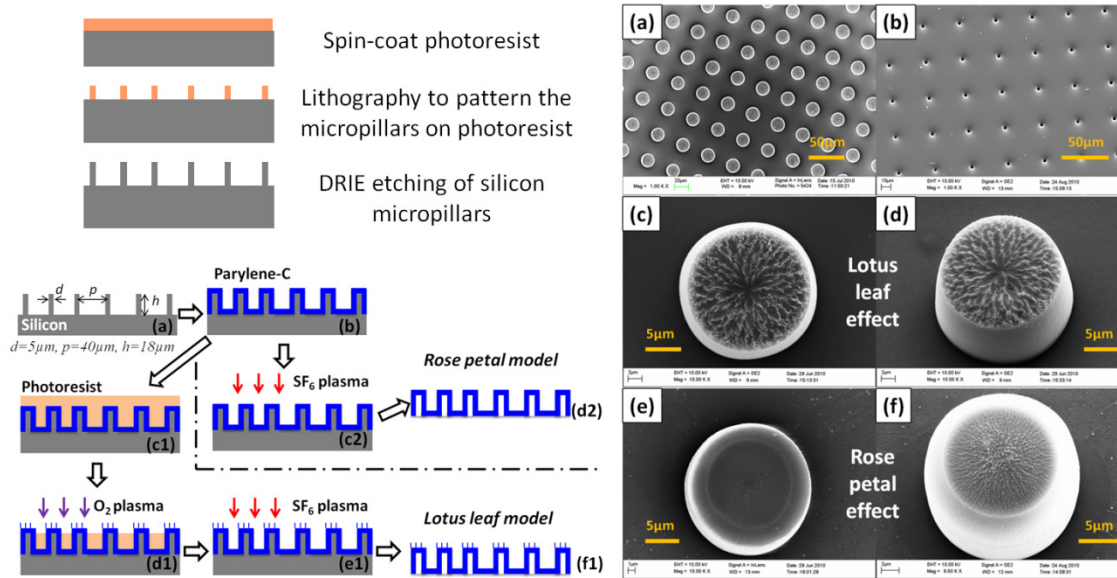 Spin-coat photoresist
Lithography to pattern the
micropillars on photoresist
DRIE etching of silicon
micropillars
Parylene-C
d
p
h
Silicon
(a)
(b)
d=5μm, p=40μm, h=18μm
Photoresist
(c1)
SF6 plasma
(c2)
Rose petal model
(d2)
O2 plasma
(d1)
SF6 plasma
(e1)
Lotus leaf model
(f1)
(a)
50μm
(b)
50μm
(c)
5μm
Lotus
leaf
effect
(d)
5μm
(e)
5μm
Rose
petal
effect
(f)
5μm